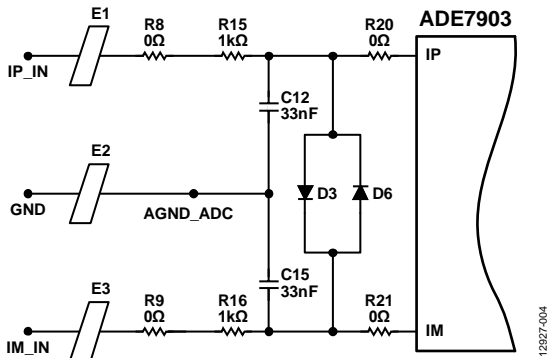 E1
R8
0Ω
R15
1kΩ
R20
0Ω
ADE7903
IP_IN
IP
C12
33nF
E2
GND
AGND_ADC
D3
D6
C15
33nF
E3
R9
0Ω
R16
1kΩ
R21
0Ω
IM_IN
IM
12927-004